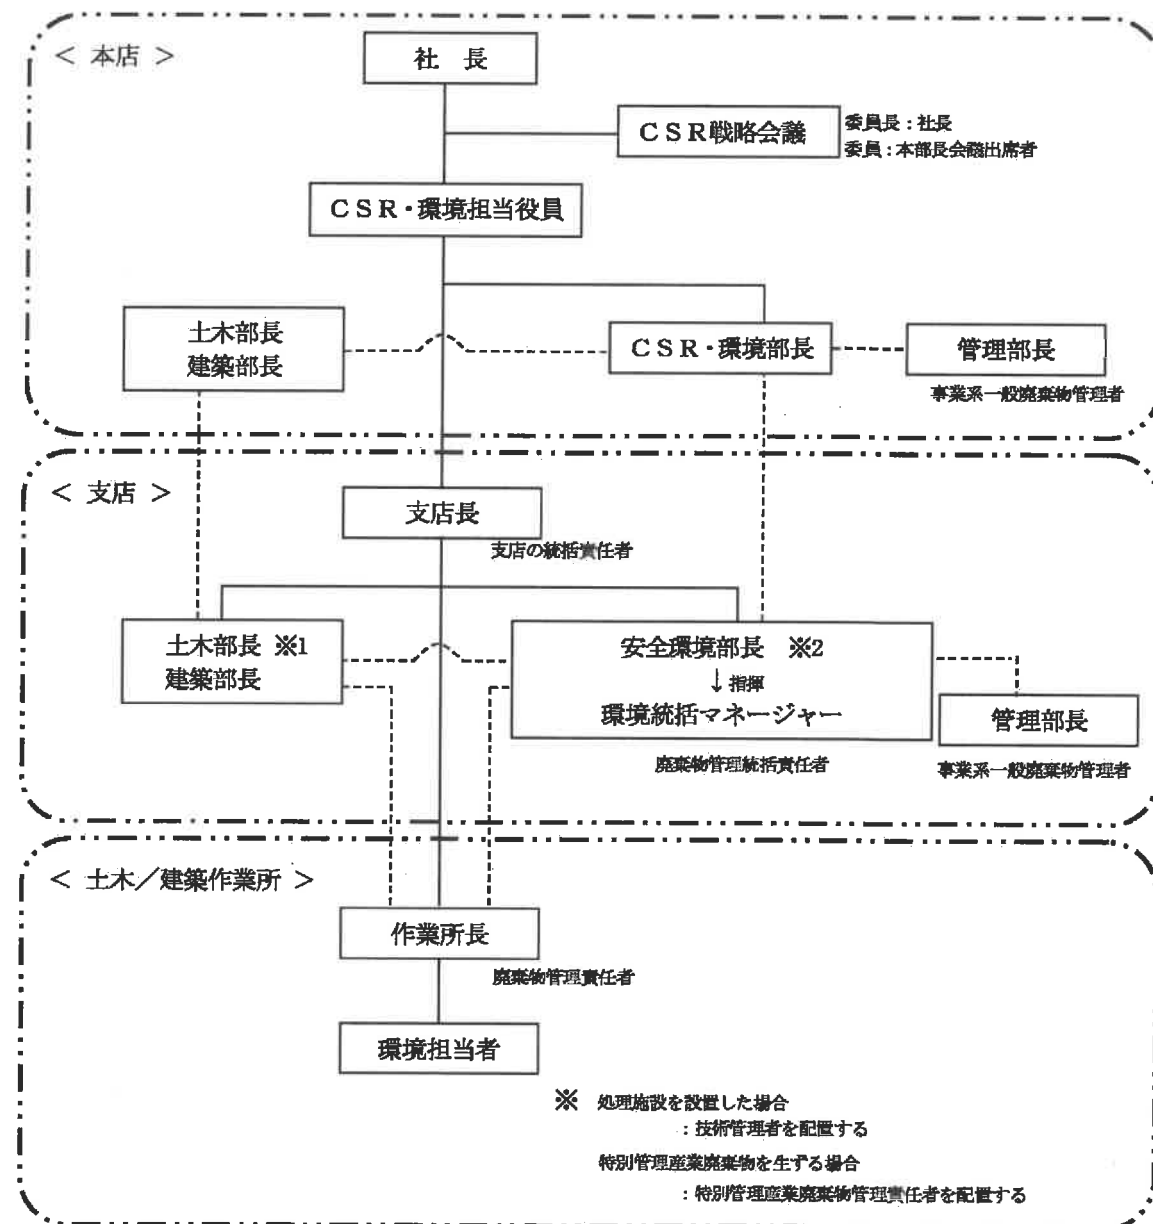 ＜ 本店 ＞
社　長
ＣＳＲ戦略会議
委員長：社長
委員：本部長会議出席者
ＣＳＲ・環境担当役員
土木部長
建築部長
ＣＳＲ・環境部長
管理部長
事業系一般廃棄物管理者
＜ 支店 ＞
支店長
支店の統括責任者
土木部長 ※1
建築部長
安全環境部長　※2
↓指揮
環境統括マネージャー
廃棄物管理統括責任者
管理部長
事業系一般廃棄物管理者
＜ 土木／建築作業所 ＞
作業所長
廃棄物管理責任者
環境担当者
※　処理施設を設置した場合
：技術管理者を配置する
特別管理産業廃棄物を生ずる場合
：特別管理産業廃棄物管理責任者を配置する